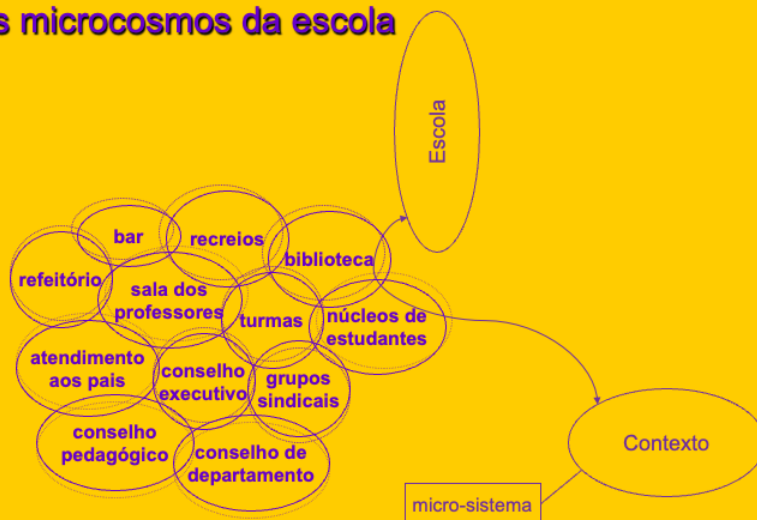 s microcosmos da escola
Escola
bar
recreios
biblioteca
refeitório
sala dos
professores
turmas
núcleos de
estudantes
atendimento
aos pais
conselho
executivo
grupos
sindicais
conselho
pedagógico
conselho de
departamento
Contexto
micro-sistema